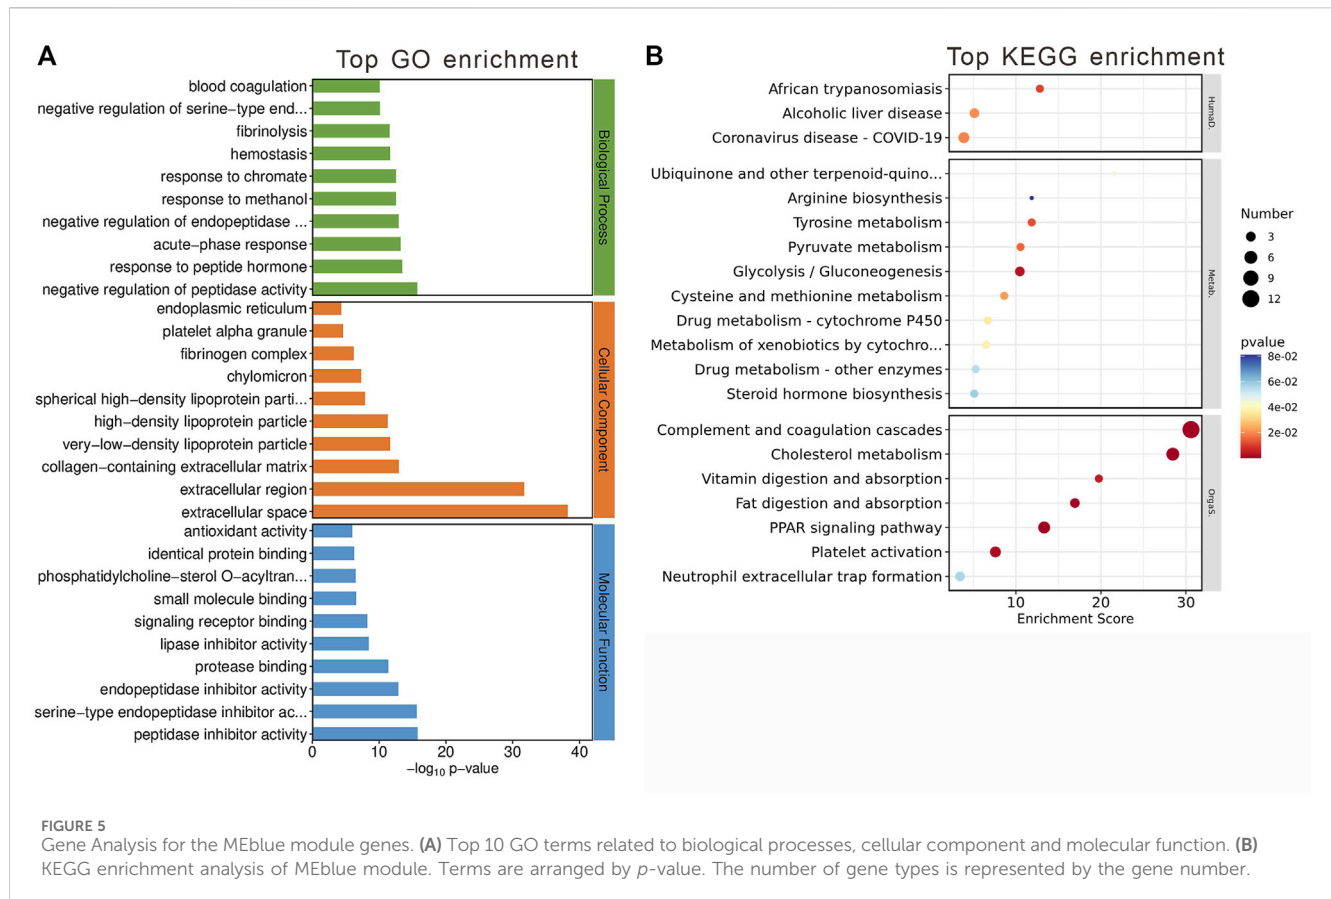 A
Top GO enrichment
blood coagulation
negative regulation of serine−type end...
fibrinolysis
hemostasis
response to chromate
response to methanol
negative regulation of endopeptidase ...
acute−phase response
response to peptide hormone
negative regulation of peptidase activity
Biological Process
endoplasmic reticulum
platelet alpha granule
fibrinogen complex
chylomicron
spherical high−density lipoprotein parti...
high−density lipoprotein particle
very−low−density lipoprotein particle
collagen−containing extracellular matrix
extracellular region
extracellular space
Cellular Component
antioxidant activity
identical protein binding
phosphatidylcholine−sterol O−acyltran...
small molecule binding
signaling receptor binding
lipase inhibitor activity
protease binding
endopeptidase inhibitor activity
serine−type endopeptidase inhibitor ac...
peptidase inhibitor activity
Molecular Function
0 10 20 30 40
−log10 p−value
B
Top KEGG enrichment
African trypanosomiasis
Alcoholic liver disease
Coronavirus disease - COVID-19
HumaD.
Ubiquinone and other terpenoid-quino...
Arginine biosynthesis
Tyrosine metabolism
Pyruvate metabolism
Glycolysis / Gluconeogenesis
Cysteine and methionine metabolism
Drug metabolism - cytochrome P450
Metabolism of xenobiotics by cytochro...
Drug metabolism - other enzymes
Steroid hormone biosynthesis
Metab.
Complement and coagulation cascades
Cholesterol metabolism
Vitamin digestion and absorption
Fat digestion and absorption
PPAR signaling pathway
Platelet activation
Neutrophil extracellular trap formation
OrgaS.
10 20 30
Enrichment Score
Number
3
6
9
12
pvalue
8e-02
6e-02
4e-02
2e-02
FIGURE 5
Gene Analysis for the MEblue module genes. (A) Top 10 GO terms related to biological processes, cellular component and molecular function. (B)
KEGG enrichment analysis of MEblue module. Terms are arranged by p-value. The number of gene types is represented by the gene number.